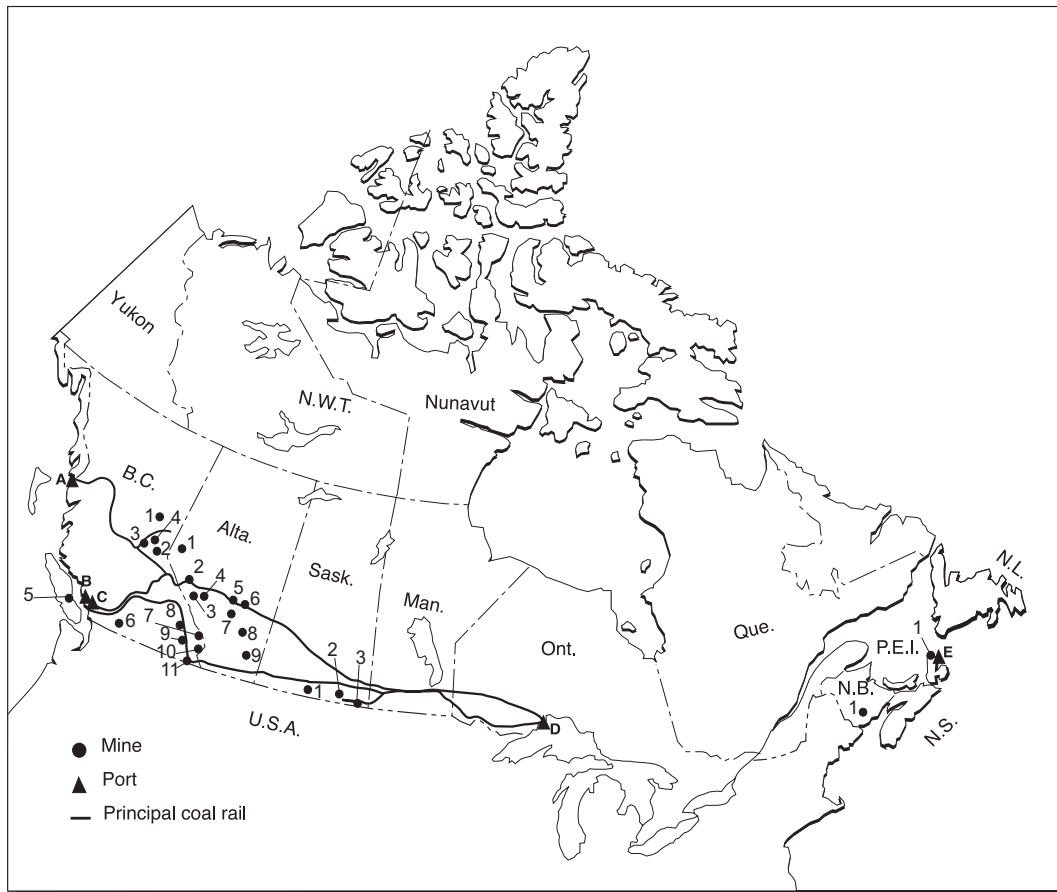 Yukon
N.W.T.
Nunavut
B.C.
A
1
4
3
2
Alta.
1
2
4
3
5
6
7
8
9
Sask.
Man.
Ont.
Que.
N.L.
B
C
5
6
7
8
9
10
11
1
2
3
D
P.E.I.
1
E
N.B.
1
N.S.
U.S.A.
Mine
Port
Principal coal rail